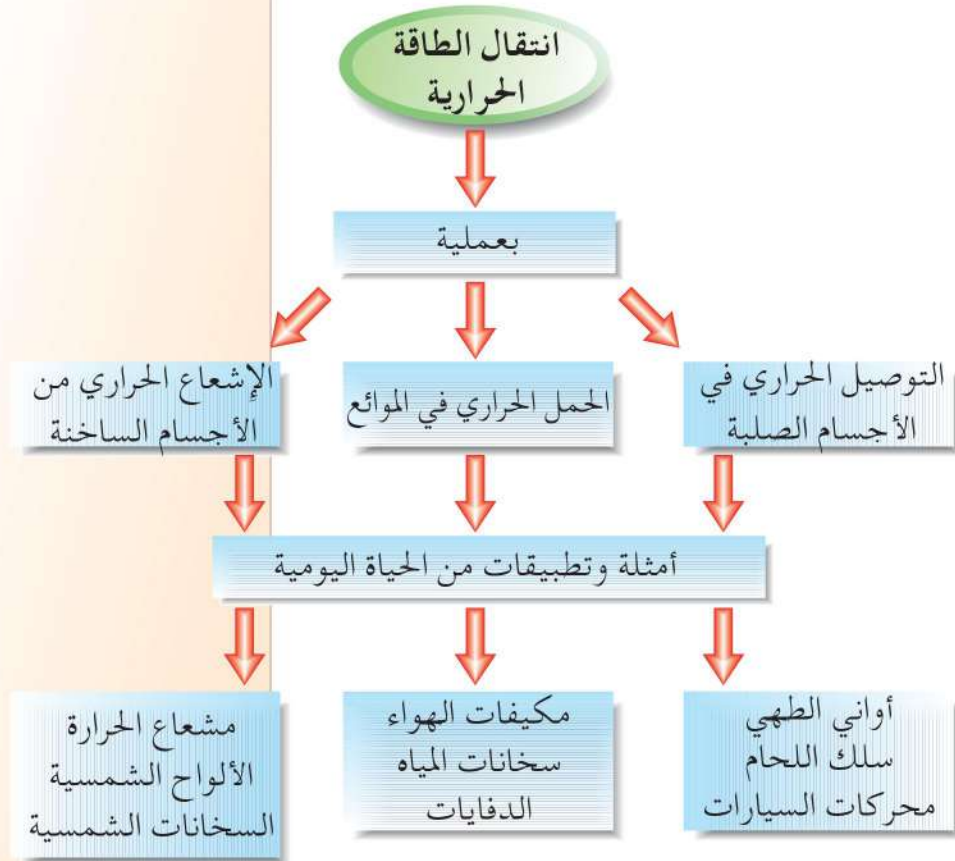 انتقال الطاقة
الحرارية
بعملية
التوصيل الحراري في
الأجسام الصلبة
الحمل الحراري في الموائع
الإشعاع الحراري من
الأجسام الساخنة
أمثلة وتطبيقات من الحياة اليومية
أواني الطهي
سلك اللحام
محركات السيارات
مكيفات الهواء
سخانات المياه
الدفايات
مشعاع الحرارة
الألواح الشمسية
السخانات الشمسية